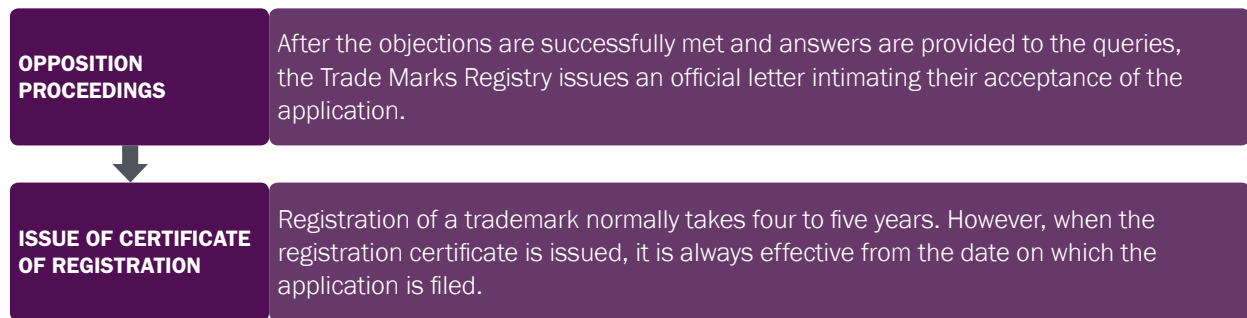 OPPOSITION
PROCEEDINGS
After the objections are successfully met and answers are provided to the queries,
the Trade Marks Registry issues an official letter intimating their acceptance of the
application.
ISSUE OF CERTIFICATE
OF REGISTRATION
Registration of a trademark normally takes four to five years. However, when the
registration certificate is issued, it is always effective from the date on which the
application is filed.